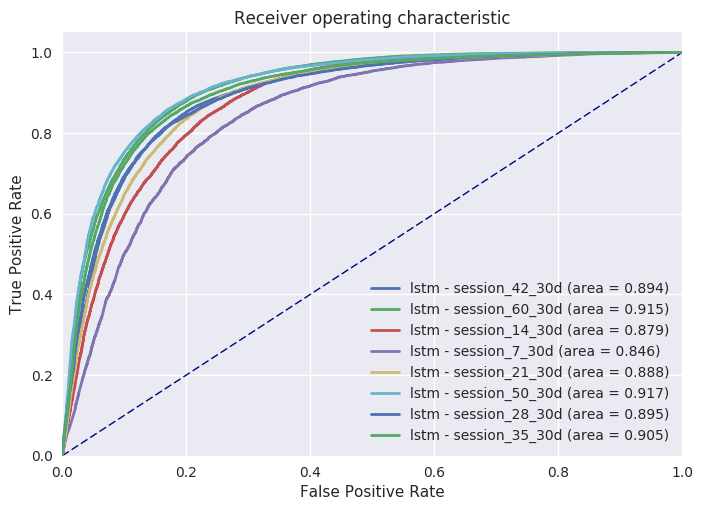 Receiver operating characteristic
1.0
0.8
0.6
0.4
0.2
0.0
True Positive Rate
lstm - session_42_30d (area = 0.894)
lstm - session_60_30d (area = 0.915)
lstm - session_14_30d (area = 0.879)
lstm - session_7_30d (area = 0.846)
lstm - session_21_30d (area = 0.888)
lstm - session_50_30d (area = 0.917)
lstm - session_28_30d (area = 0.895)
lstm - session_35_30d (area = 0.905)
0.0 0.2 0.4 0.6 0.8 1.0
False Positive Rate